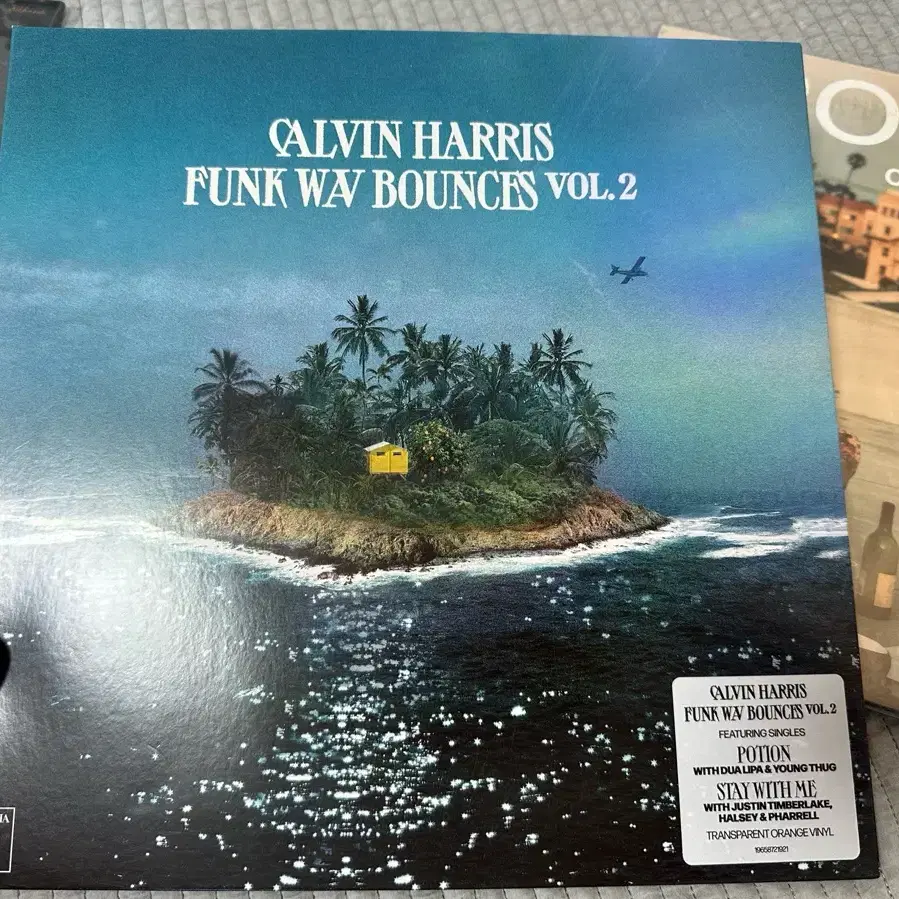 CALVIN HARRIS
FUNK WAV BOUNCES VOL. 2
CALVIN HARRIS
FUNK WAV BOUNCES VOL. 2
FEATURING SINGLES
POTION
WITH DUA LIPA & YOUNG THUG
STAY WITH ME
WITH JUSTIN TIMBERLAKE,
HALSEY & PHARRELL
TRANSPARENT ORANGE VINYL
19658721921